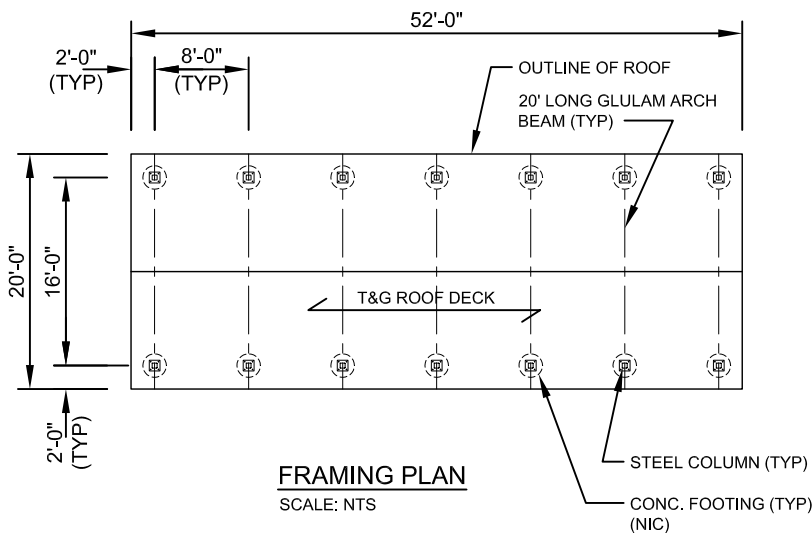 52'-0"
2'-0"
(TYP)
8'-0"
(TYP)
OUTLINE OF ROOF
20' LONG GLULAM ARCH
BEAM (TYP)
20'-0"
16'-0"
T&G ROOF DECK
2'-0"
(TYP)
FRAMING PLAN
SCALE: NTS
STEEL COLUMN (TYP)
CONC. FOOTING (TYP)
(NIC)